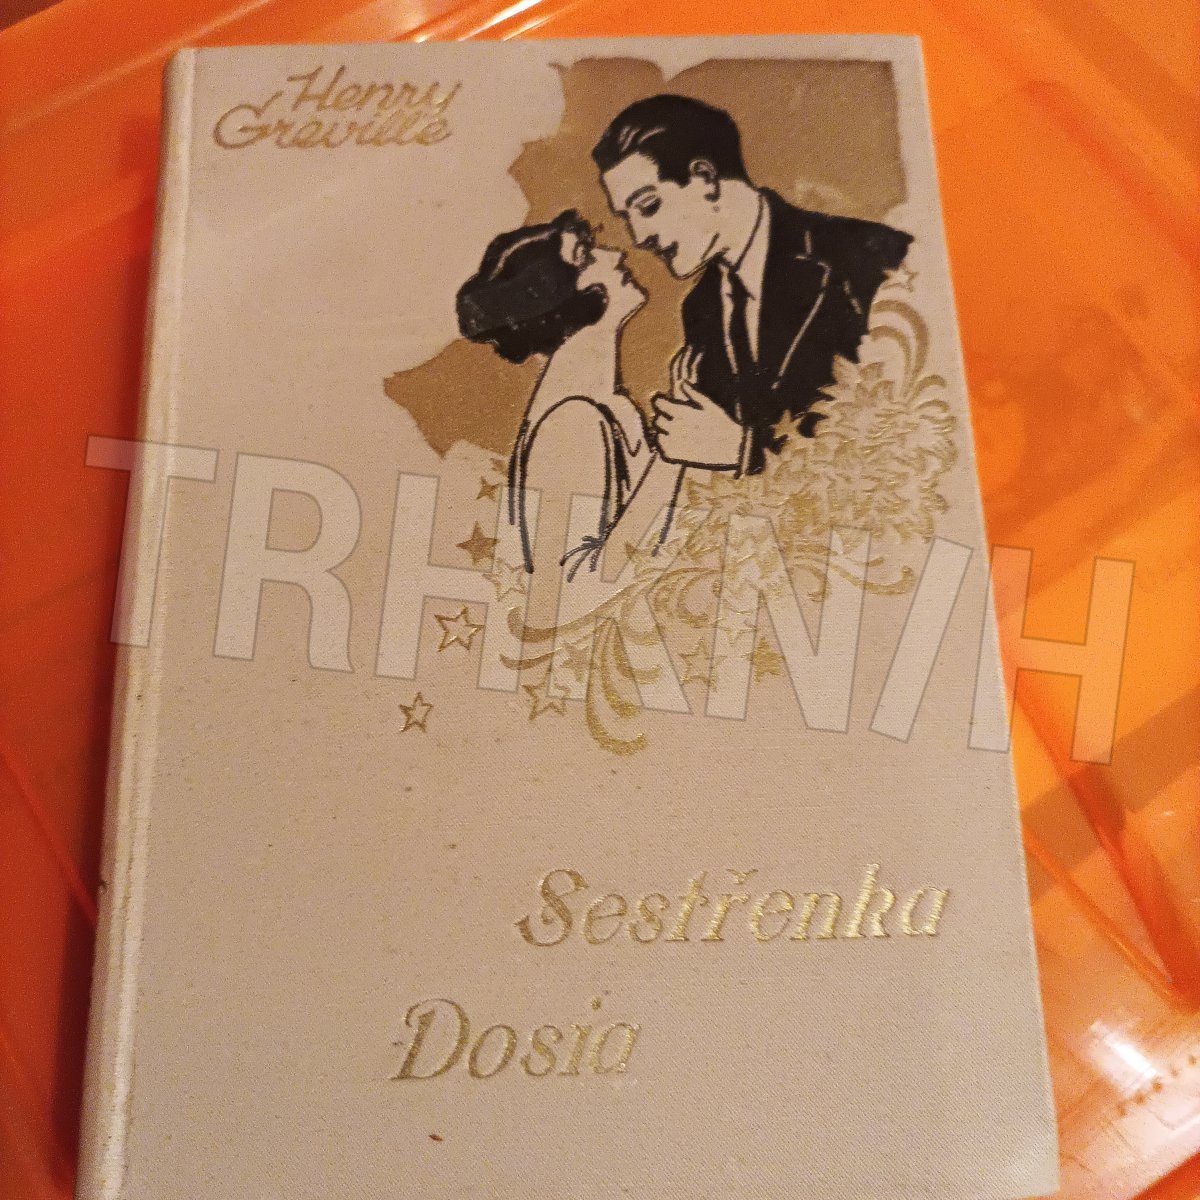 Henry
Gréville
TRHKNIH
Sestřenka
Dosia